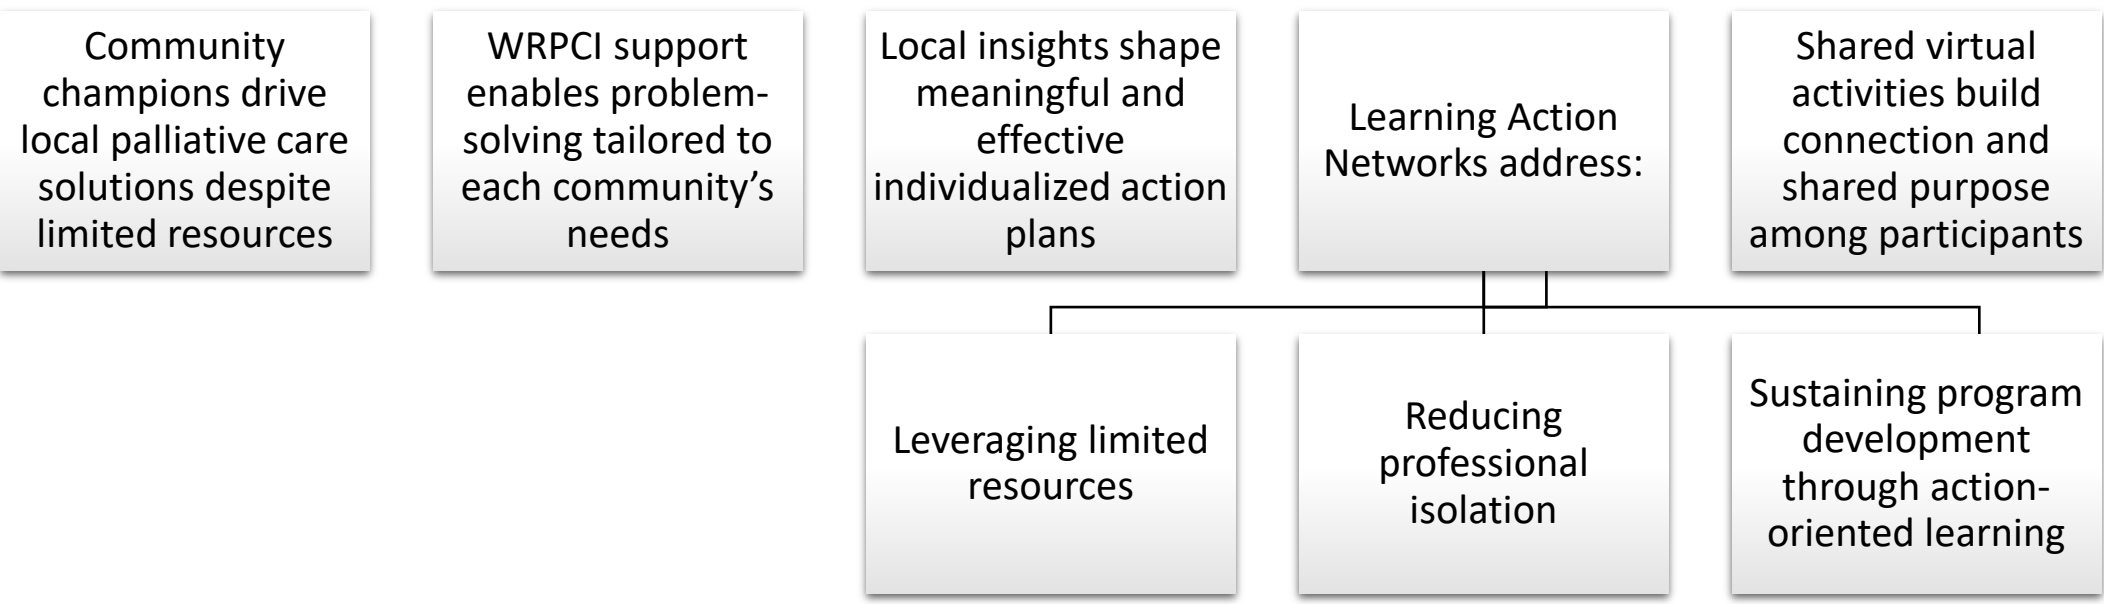 Community
champions drive
local palliative care
solutions despite
limited resources
WRPCI support
enables problem-
solving tailored to
each community’s
needs
Local insights shape
meaningful and
effective
individualized action
plans
Learning Action
Networks address:
Shared virtual
activities build
connection and
shared purpose
among participants
Leveraging limited
resources
Reducing
professional
isolation
Sustaining program
development
through action-
oriented learning